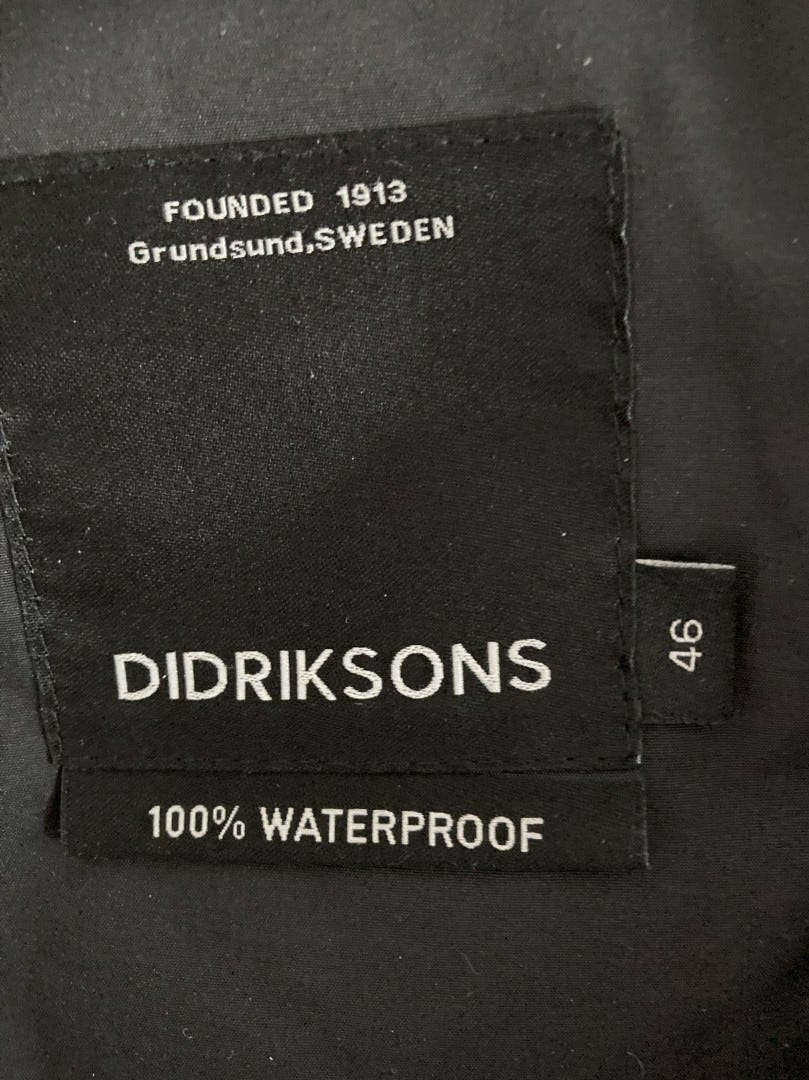 FOUNDED 1913
Grundsund,SWEDEN
DIDRIKSONS
46
100% WATERPROOF